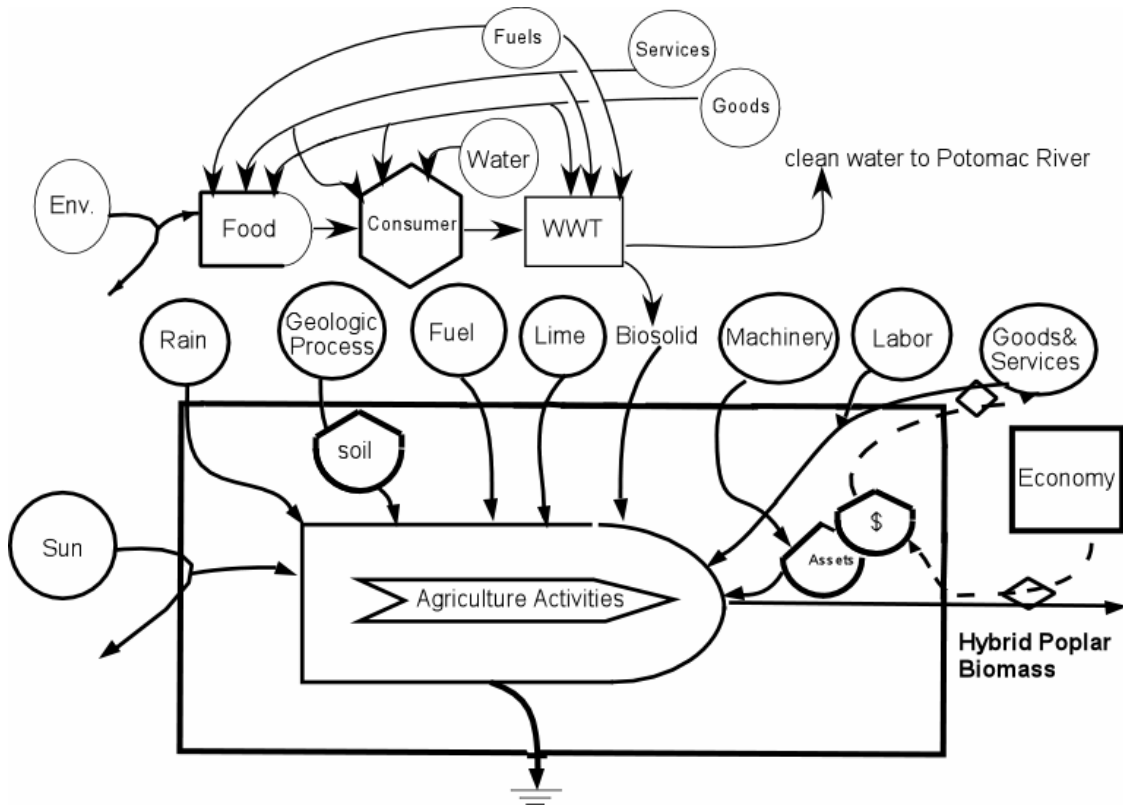 Fuels
Services
Goods
Water
clean water to Potomac River
Env.
Food
Consumer
WWT
Rain
Geologic
Process
Fuel
Lime
Biosolid
Machinery
Labor
Goods&
Services
soil
Economy
$
Sun
Assets
Agriculture Activities
Hybrid Poplar
Biomass